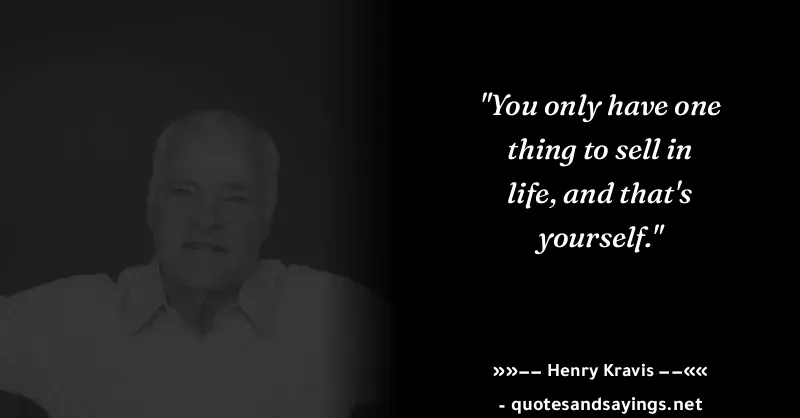 "You only have one
thing to sell in
life, and that's
yourself."
»»—— Henry Kravis ——««
- quotesandsayings.net